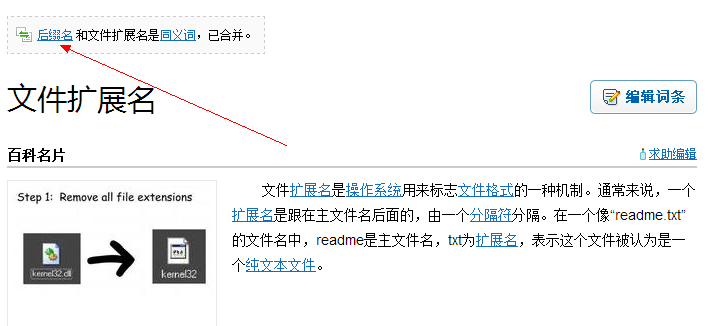 后缀名 和文件扩展名是同义词，已合并。
文件扩展名
编辑词条
百科名片
求助编辑
Step 1: Remove all file extensions
kernel32.dll
kernel32
文件扩展名是操作系统用来标志文件格式的一种机制。通常来说，一个
扩展名是跟在主文件名后面的，由一个分隔符分隔。在一个像“readme.txt”
的文件名中，readme是主文件名，txt为扩展名，表示这个文件被认为是一
个纯文本文件。